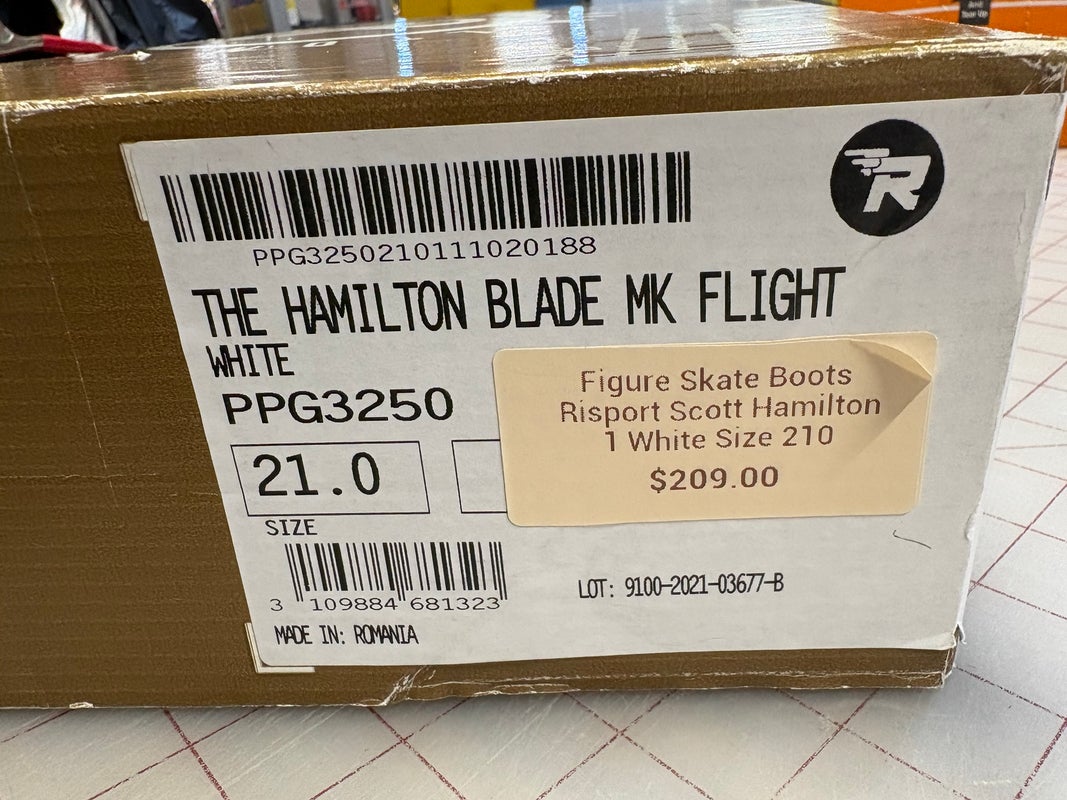 PPG3250210111020188
THE HAMILTON BLADE MK FLIGHT
WHITE
PPG3250
21.0
SIZE
Figure Skate Boots
Risport Scott Hamilton
1 White Size 210
$209.00
3 109884 681323
LOT: 9100-2021-03677-B
MADE IN: ROMANIA
R